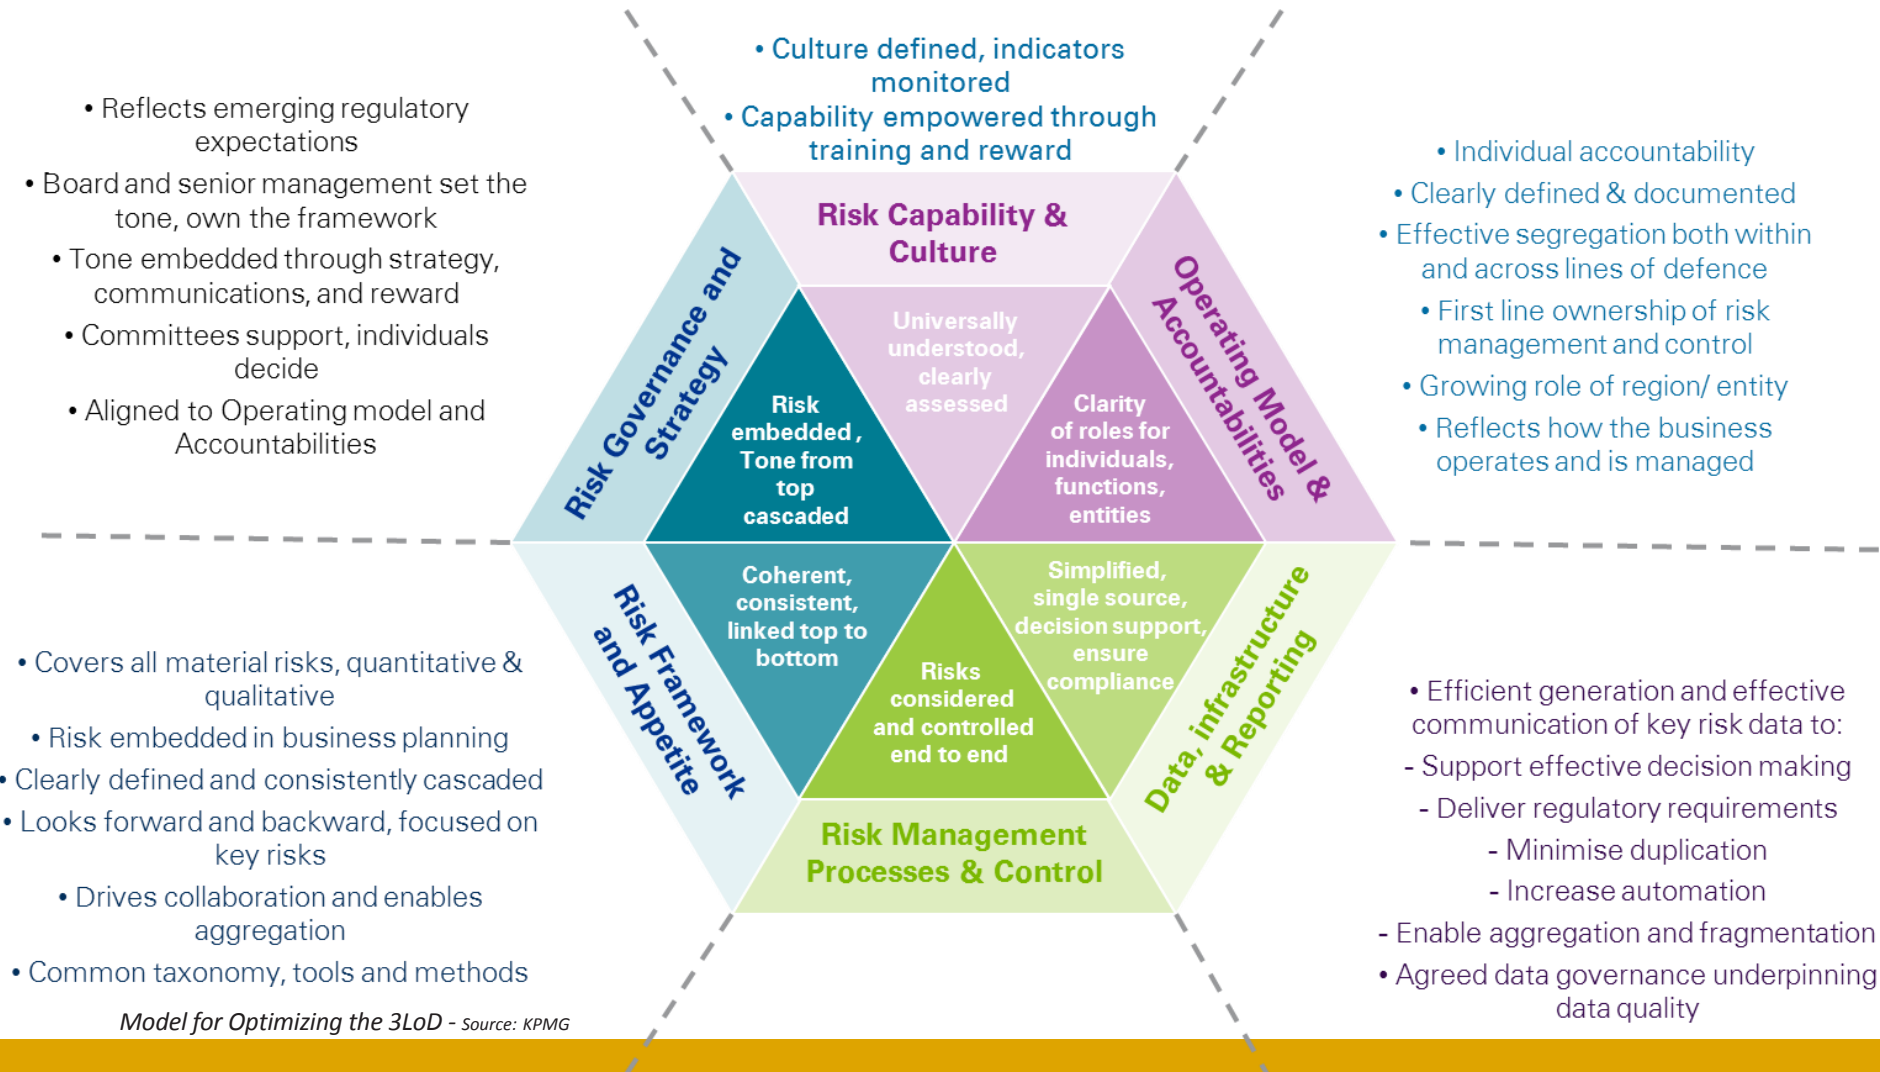 • Culture defined, indicators
monitored
• Capability empowered through
training and reward
• Reflects emerging regulatory
expectations
• Board and senior management set the
tone, own the framework
• Tone embedded through strategy,
communications, and reward
• Committees support, individuals
decide
• Aligned to Operating model and
Accountabilities
• Individual accountability
• Clearly defined & documented
• Effective segregation both within
and across lines of defence
• First line ownership of risk
management and control
• Growing role of region/ entity
• Reflects how the business
operates and is managed
Risk Capability &
Culture
Risk Governance and
Strategy
Operating Model &
Accountabilities
Universally
understood,
clearly
assessed
Risk
embedded,
Tone from
top
cascaded
Clarity
of roles for
individuals,
functions,
entities
Coherent,
consistent,
linked top to
bottom
Risks
considered
and controlled
end to end
Simplified,
single source,
decision support,
ensure
compliance
Risk Framework
and Appetite
Data, infrastructure
& Reporting
Risk Management
Processes & Control
• Covers all material risks, quantitative &
qualitative
• Risk embedded in business planning
• Clearly defined and consistently cascaded
• Looks forward and backward, focused on
key risks
• Drives collaboration and enables
aggregation
• Common taxonomy, tools and methods
• Efficient generation and effective
communication of key risk data to:
- Support effective decision making
- Deliver regulatory requirements
- Minimise duplication
- Increase automation
- Enable aggregation and fragmentation
• Agreed data governance underpinning
data quality
Model for Optimizing the 3LoD - Source: KPMG